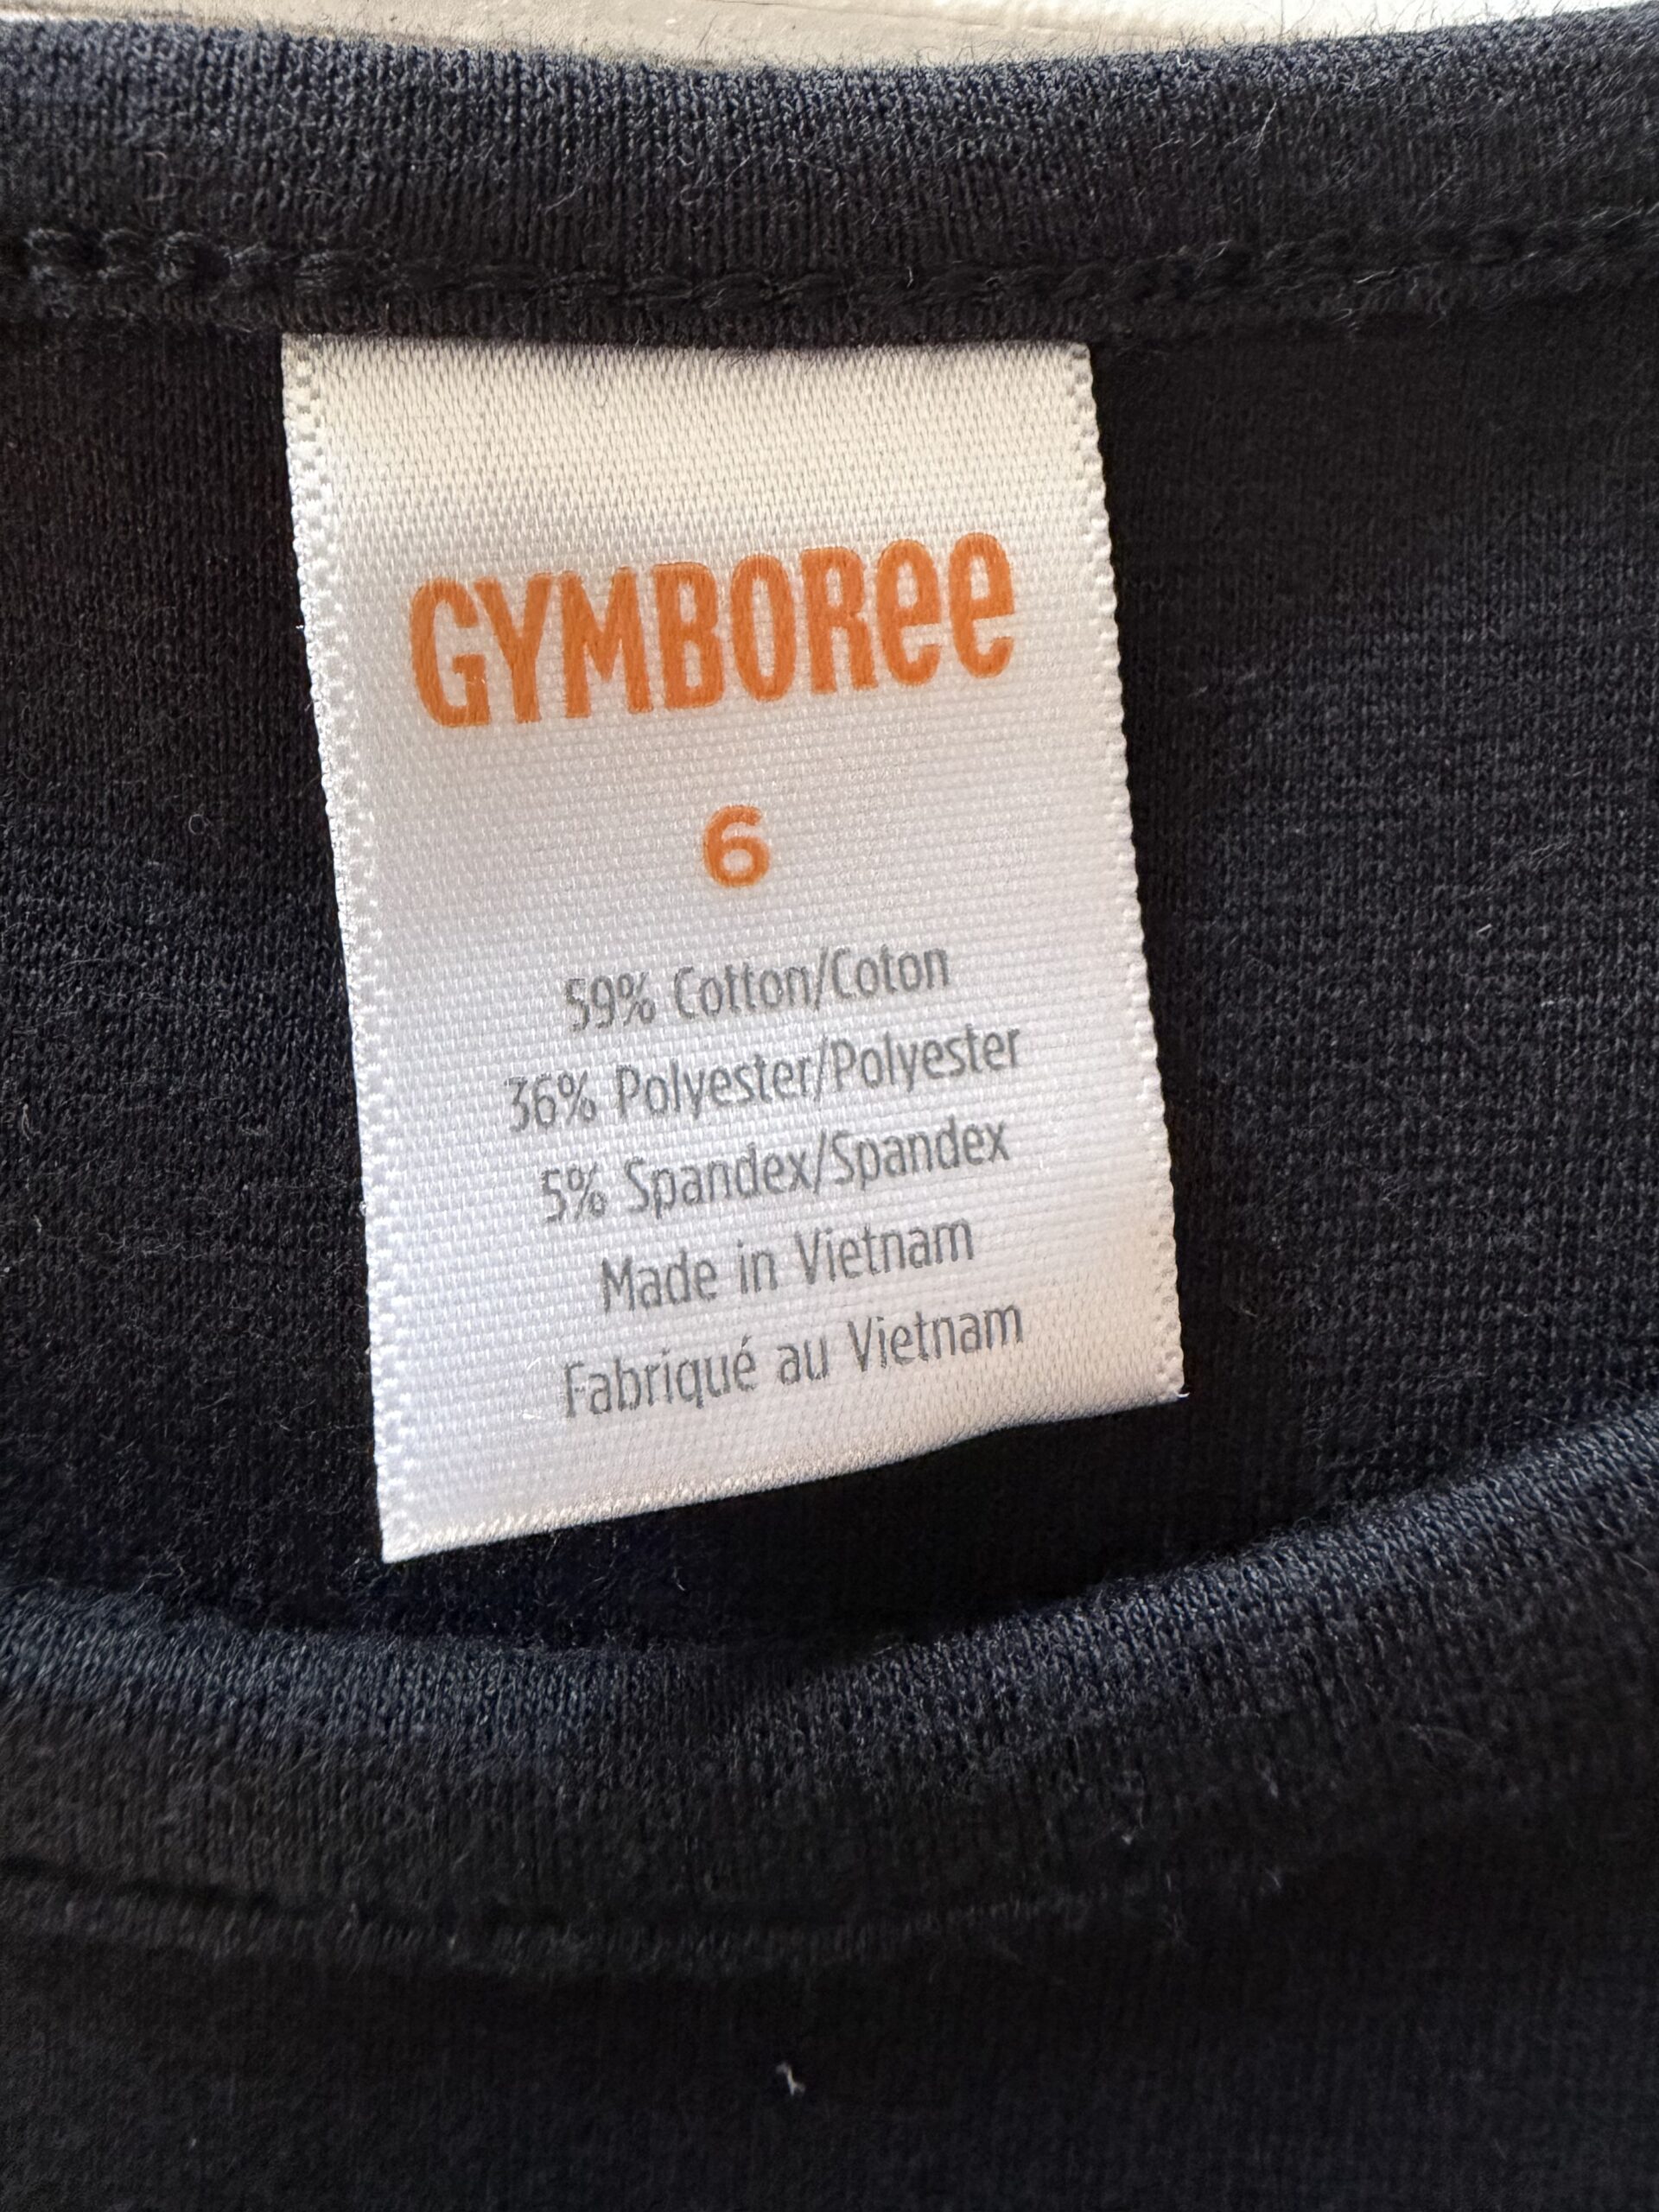 GYMBOREE
6
59% Cotton/Coton
36% Polyester/Polyester
5% Spandex/Spandex
Made in Vietnam
Fabriqué au Vietnam